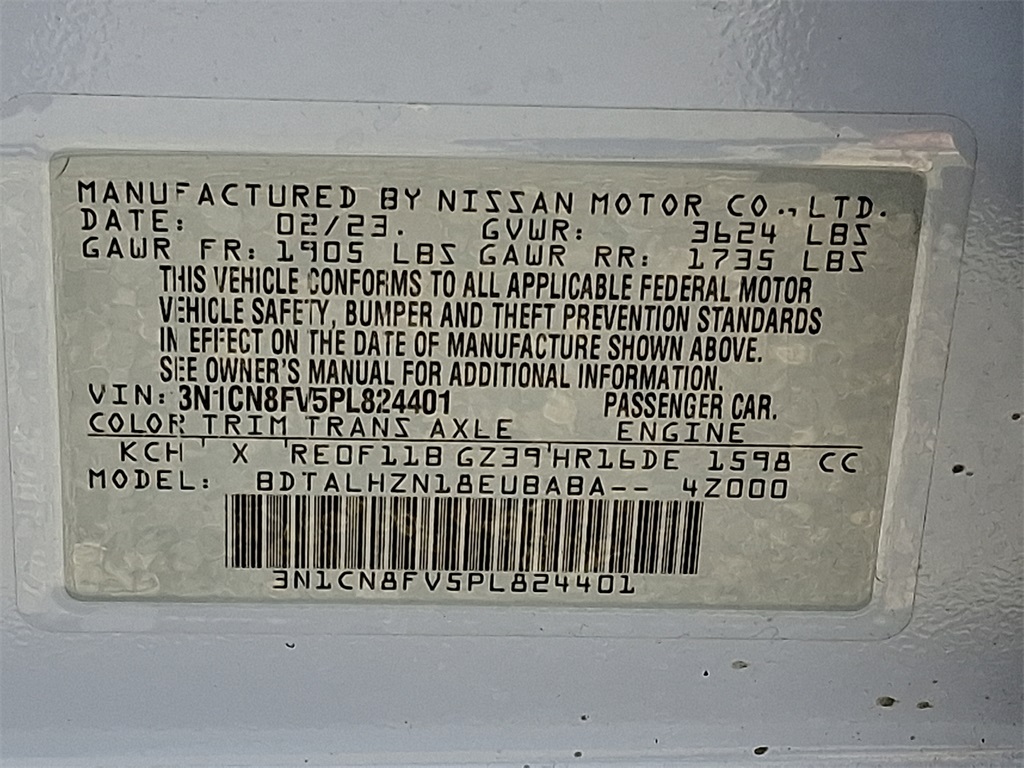 MANUFACTURED BY NISSAN MOTOR CO., LTD.
DATE: 02/23. GVWR: 3624 LBS
GAWR FR: 1905 LBS GAWR RR: 1735 LBS
THIS VEHICLE CONFORMS TO ALL APPLICABLE FEDERAL MOTOR
VEHICLE SAFETY, BUMPER AND THEFT PREVENTION STANDARDS
IN EFFECT ON THE DATE OF MANUFACTURE SHOWN ABOVE.
SEE OWNER'S MANUAL FOR ADDITIONAL INFORMATION.
VIN: 3N1CN8FV5PL824401 PASSENGER CAR.
COLOR TRIM TRANS AXLE ENGINE
KCH X RE0F11B GZ39 HR16DE 1598 CC
MODEL: BDTALHZN18EUBABA-- 4Z000
3N1CN8FV5PL824401